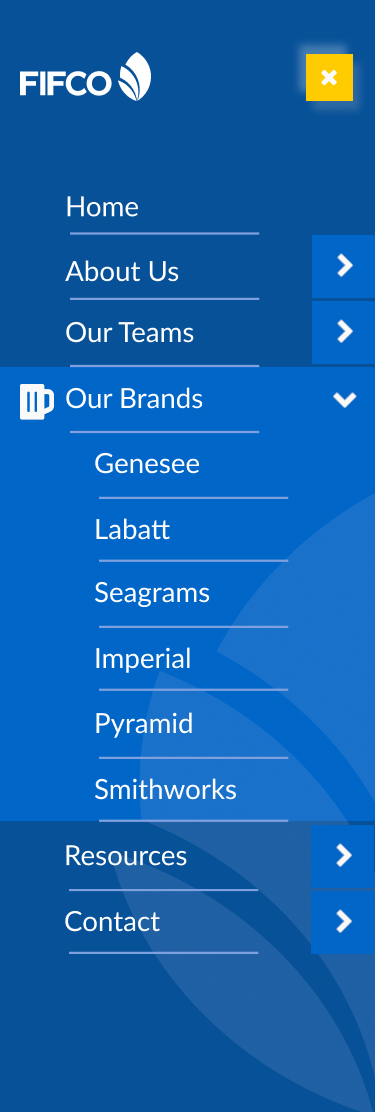 FIFCO
Home
About Us
Our Teams
Our Brands
Genesee
Labatt
Seagrams
Imperial
Pyramid
Smithworks
Resources
Contact